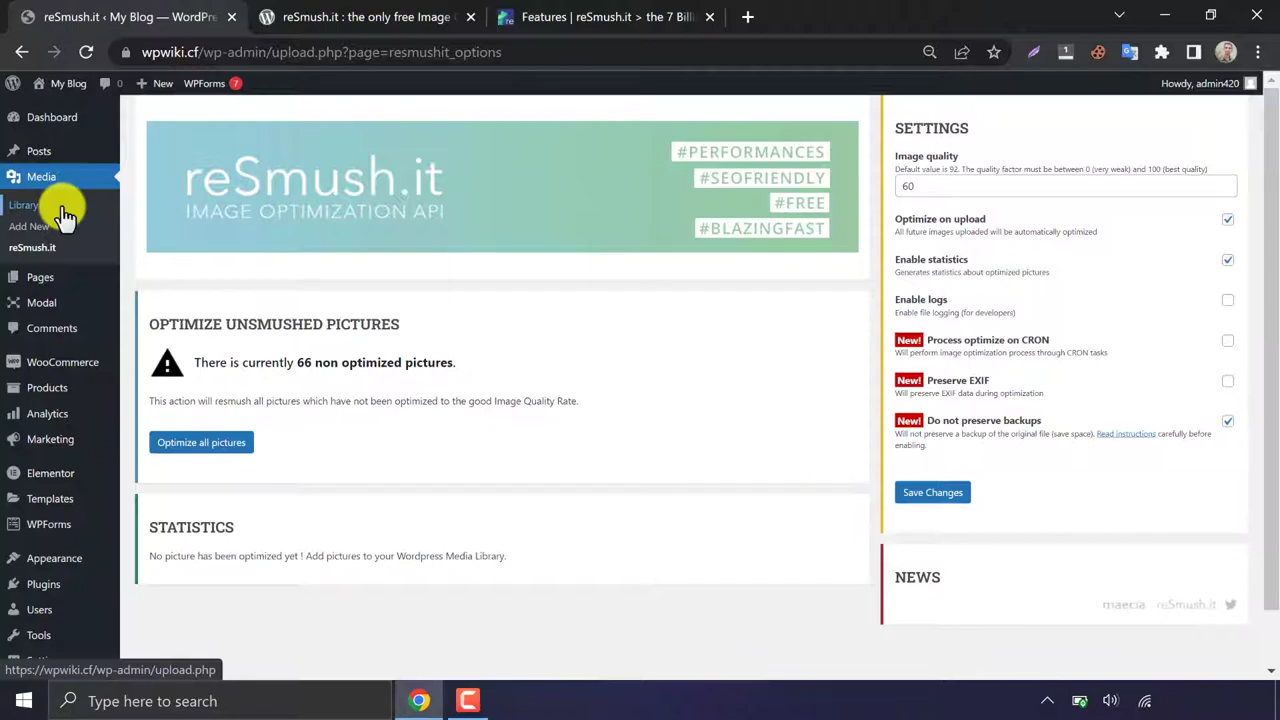 reSmush.it ‹ My Blog — WordPre
reSmush.it : the only free Image O
Features | reSmush.it > the 7 Billi
wpwiki.cf/wp-admin/upload.php?page=resmushit_options
1
My Blog
0
New
WPForms 7
Howdy, admin420
Dashboard
Posts
Media
Library
Add New
reSmush.it
Pages
Modal
Comments
WooCommerce
Products
Analytics
Marketing
Elementor
Templates
WPForms
Appearance
Plugins
Users
Tools
https://wpwiki.cf/wp-admin/upload.php
reSmush.it
IMAGE OPTIMIZATION API
#PERFORMANCES
#SEOFRIENDLY
#FREE
#BLAZINGFAST
OPTIMIZE UNSMUSHED PICTURES
There is currently 66 non optimized pictures.
This action will resmush all pictures which have not been optimized to the good Image Quality Rate.
Optimize all pictures
STATISTICS
No picture has been optimized yet ! Add pictures to your Wordpress Media Library.
SETTINGS
Image quality
Default value is 92. The quality factor must be between 0 (very weak) and 100 (best quality)
60
Optimize on upload
All future images uploaded will be automatically optimized
Enable statistics
Generates statistics about optimized pictures
Enable logs
Enable file logging (for developers)
New! Process optimize on CRON
Will perform image optimization process through CRON tasks
New! Preserve EXIF
Will preserve EXIF data during optimization
New! Do not preserve backups
Will not preserve a backup of the original file (save space). Read instructions carefully before
enabling.
Save Changes
NEWS
maecia reSmush.it
Type here to search